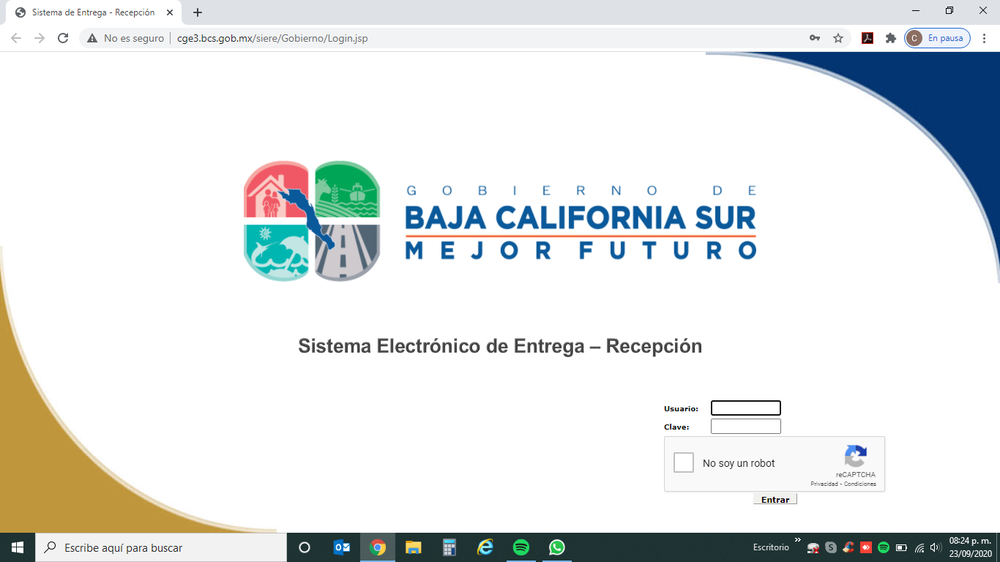 Sistema de Entrega - Recepción
No es seguro
cge3.bcs.gob.mx/siere/Gobierno/Login.jsp
C
En pausa
GOBIERNO DE
BAJA CALIFORNIA SUR
MEJOR FUTURO
Sistema Electrónico de Entrega – Recepción
Usuario:
Clave:
No soy un robot
reCAPTCHA
Privacidad - Condiciones
Entrar
Escribe aquí para buscar
Escritorio
08:24 p. m.
23/09/2020